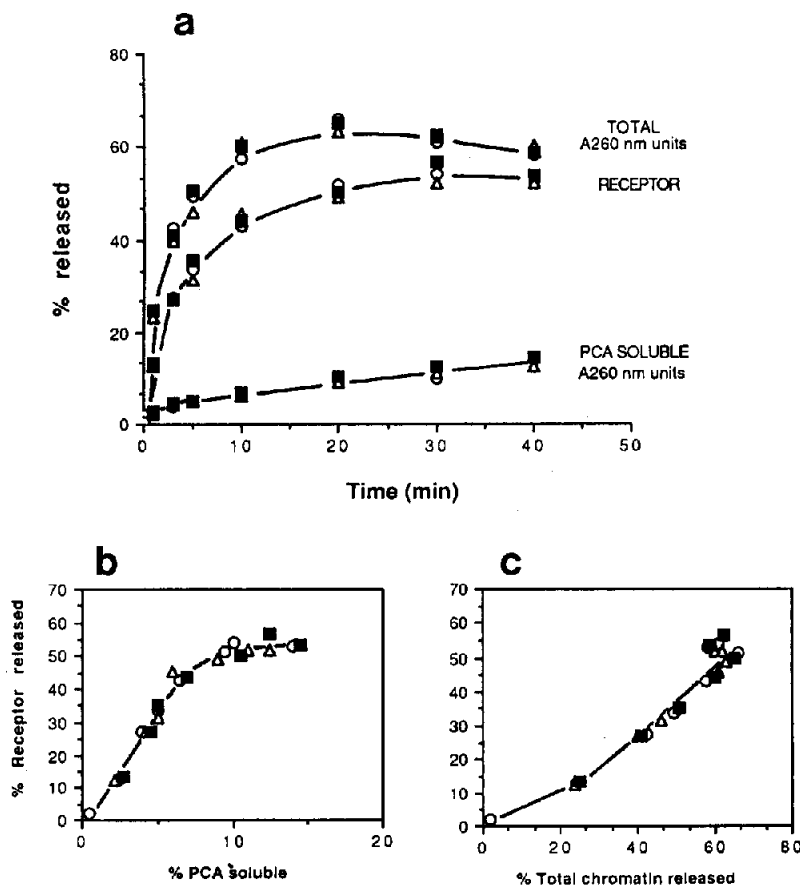 a
80
60
40
20
0
% released
TOTAL
A260 nm units
RECEPTOR
PCA SOLUBLE
A260 nm units
0 10 20 30 40 50
Time (min)
b
70
60
50
40
30
20
10
0
% Receptor released
0 10 20
% PCA soluble
c
70
60
50
40
30
20
10
0
0 20 40 60 80
% Total chromatin released